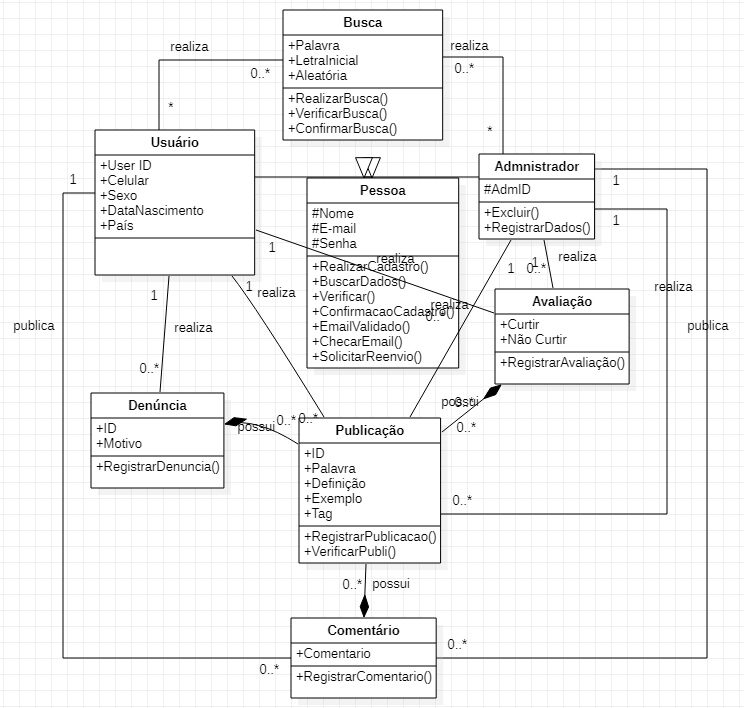 Busca
+Palavra
+LetraInicial
+Aleatória
+RealizarBusca()
+VerificarBusca()
+ConfirmarBusca()
realiza
0..*
*
realiza
0..*
*
Usuário
+User ID
+Celular
+Sexo
+DataNascimento
+País
Admnistrador
#AdmID
+Excluir()
+RegistrarDados()
Pessoa
#Nome
#E-mail
#Senha
+RealizarCadastro()
+BuscarDados()
+Verificar()
+ConfirmacaoCadastro()
+EmailValidado()
+ChecarEmail()
+SolicitarReenvio()
1
1
1
1
realiza
0..*
1
realiza
1
0..*
realiza
1
realiza
0..*
1
realiza
realiza
publica
publica
Avaliação
+Curtir
+Não Curtir
+RegistrarAvaliação()
Denúncia
+ID
+Motivo
+RegistrarDenuncia()
possui
0..*
0..*
possui
0..*
0..*
Publicação
+ID
+Palavra
+Definição
+Exemplo
+Tag
+RegistrarPublicacao()
+VerificarPubli()
0..*
0..*
possui
Comentário
+Comentario
+RegistrarComentario()
0..*
0..*